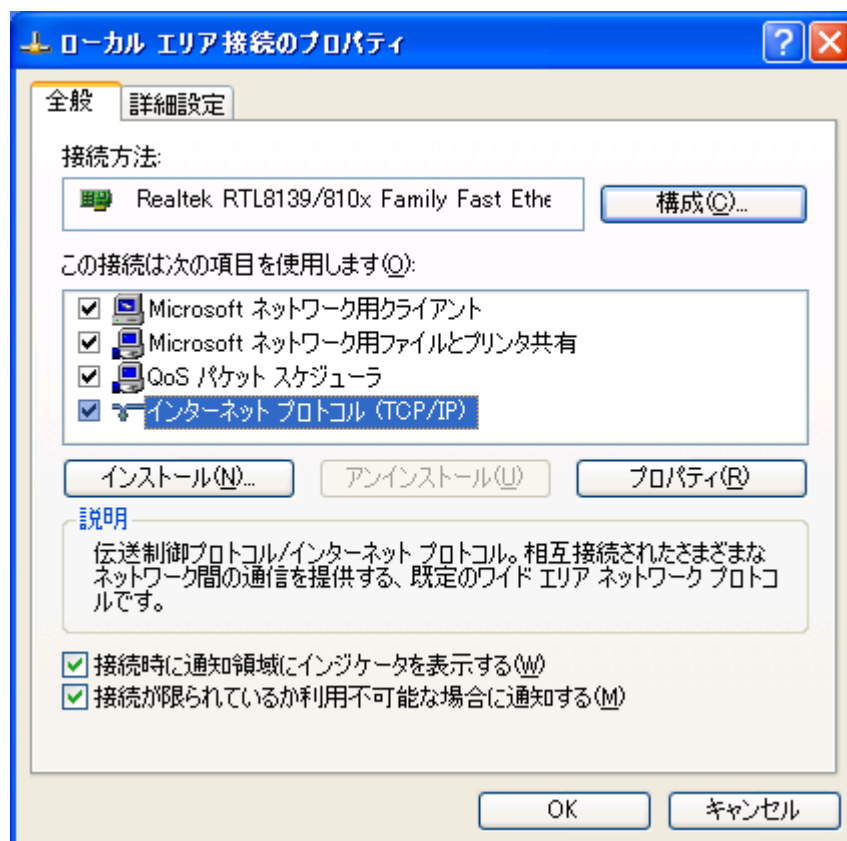 ローカル エリア接続のプロパティ
全般
詳細設定
接続方法:
Realtek RTL8139/810x Family Fast Ethe
構成(C)...
この接続は次の項目を使用します(O):
Microsoft ネットワーク用クライアント
Microsoft ネットワーク用ファイルとプリンタ共有
QoS パケット スケジューラ
インターネット プロトコル (TCP/IP)
インストール(N)...
アンインストール(U)
プロパティ(R)
説明
伝送制御プロトコル/インターネット プロトコル。相互接続されたさまざまな
ネットワーク間の通信を提供する、既定のワイド エリア ネットワーク プロトコ
ルです。
接続時に通知領域にインジケータを表示する(W)
接続が限られているか利用不可能な場合に通知する(M)
OK
キャンセル